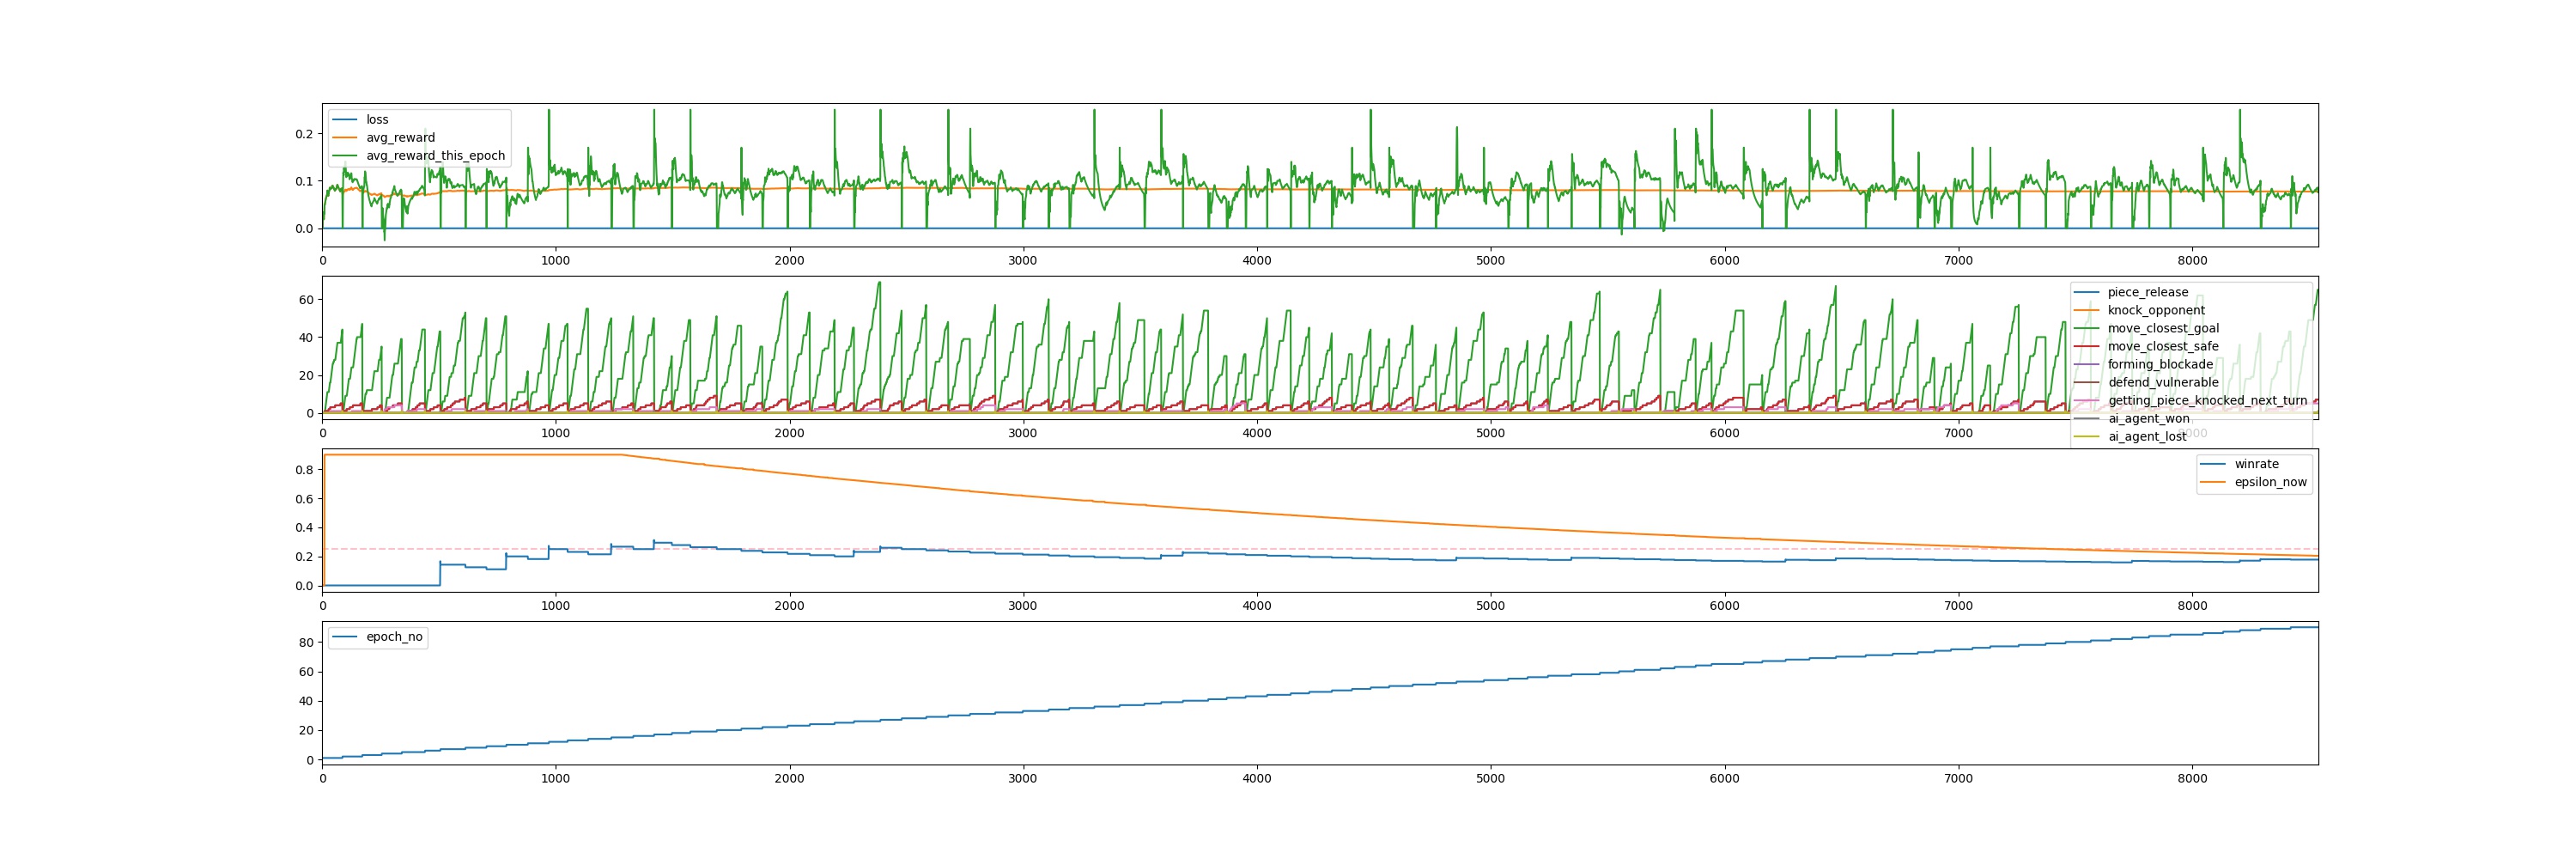 loss
avg_reward
avg_reward_this_epoch
0.2
0.1
0.0
0 1000 2000 3000 4000 5000 6000 7000 8000
piece_release
knock_opponent
move_closest_goal
move_closest_safe
forming_blockade
defend_vulnerable
getting_piece_knocked_next_turn
ai_agent_won
ai_agent_lost
60
40
20
0
0 1000 2000 3000 4000 5000 6000 7000 8000
winrate
epsilon_now
0.8
0.6
0.4
0.2
0.0
0 1000 2000 3000 4000 5000 6000 7000 8000
epoch_no
80
60
40
20
0
0 1000 2000 3000 4000 5000 6000 7000 8000